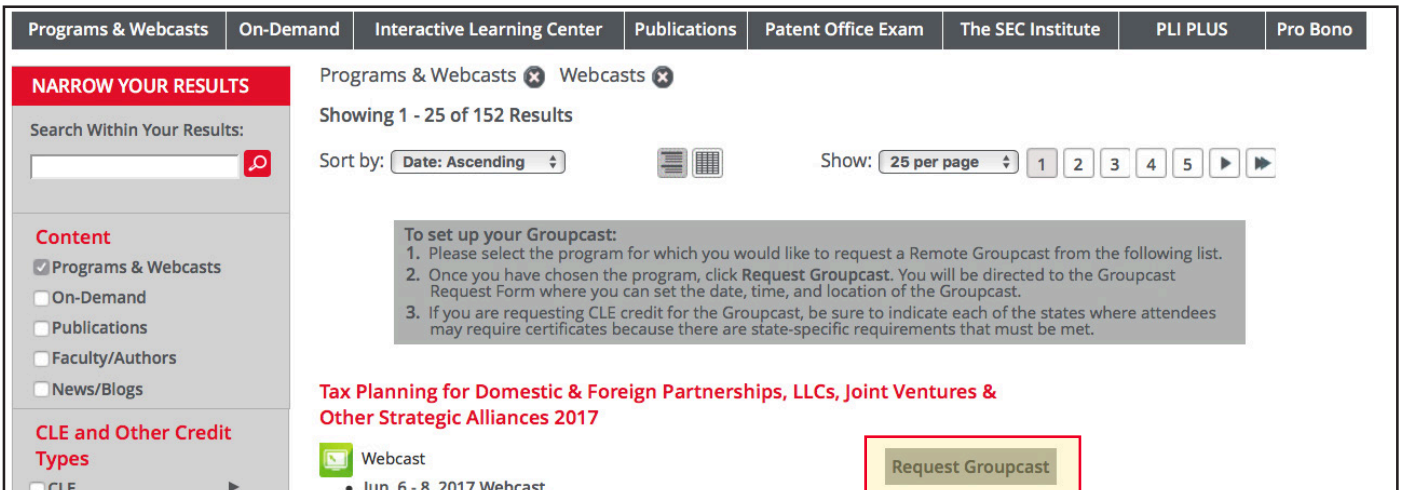 Programs & Webcasts
On-Demand
Interactive Learning Center
Publications
Patent Office Exam
The SEC Institute
PLI PLUS
Pro Bono
NARROW YOUR RESULTS
Search Within Your Results:
Content
Programs & Webcasts
On-Demand
Publications
Faculty/Authors
News/Blogs
CLE and Other Credit
Types
CLE
Programs & Webcasts Webcasts
Showing 1 - 25 of 152 Results
Sort by: Date: Ascending
Show: 25 per page 1 2 3 4 5
To set up your Groupcast:
1. Please select the program for which you would like to request a Remote Groupcast from the following list.
2. Once you have chosen the program, click Request Groupcast. You will be directed to the Groupcast
Request Form where you can set the date, time, and location of the Groupcast.
3. If you are requesting CLE credit for the Groupcast, be sure to indicate each of the states where attendees
may require certificates because there are state-specific requirements that must be met.
Tax Planning for Domestic & Foreign Partnerships, LLCs, Joint Ventures &
Other Strategic Alliances 2017
Webcast
• Jun. 6 - 8, 2017 Webcast
Request Groupcast